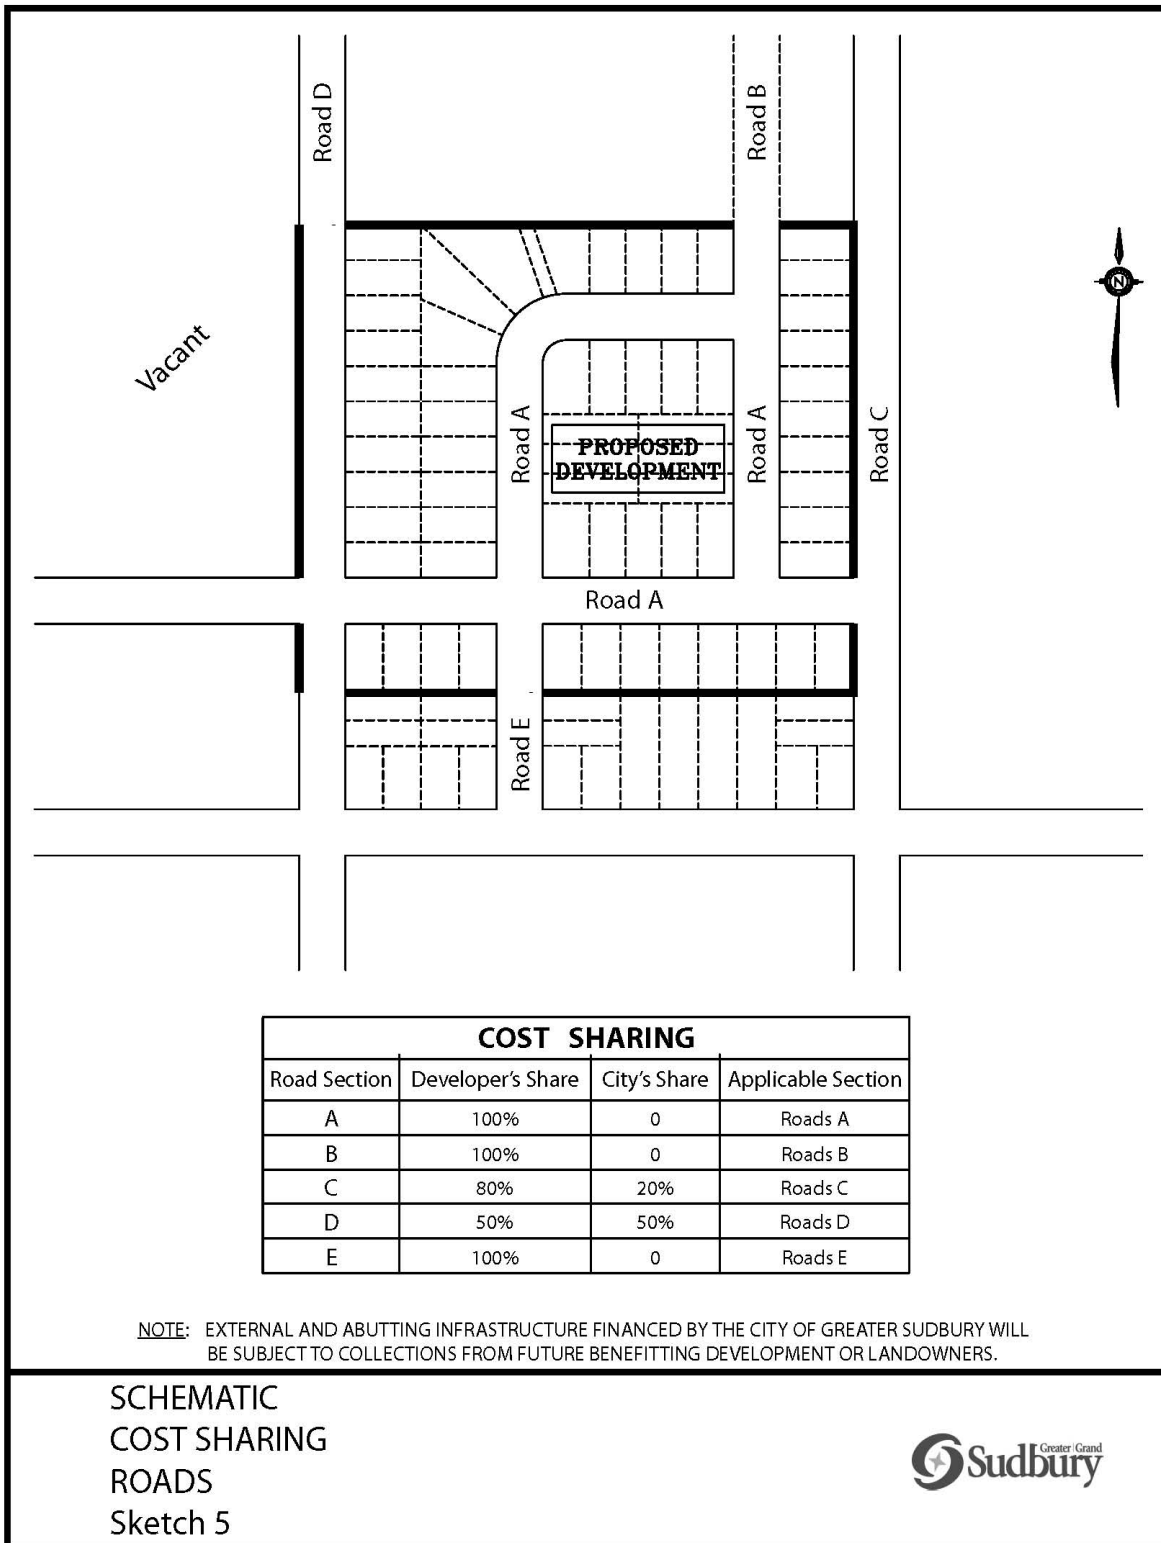 Road D
Road B
Vacant
N
Road A
PROPOSED
DEVELOPMENT
Road A
Road C
Road A
Road E
COST SHARING
Road Section Developer's Share City's Share Applicable Section
A 100% 0 Roads A
B 100% 0 Roads B
C 80% 20% Roads C
D 50% 50% Roads D
E 100% 0 Roads E
NOTE: EXTERNAL AND ABUTTING INFRASTRUCTURE FINANCED BY THE CITY OF GREATER SUDBURY WILL
BE SUBJECT TO COLLECTIONS FROM FUTURE BENEFITTING DEVELOPMENT OR LANDOWNERS.
SCHEMATIC
COST SHARING
ROADS
Sketch 5
Greater | Grand
Sudbury